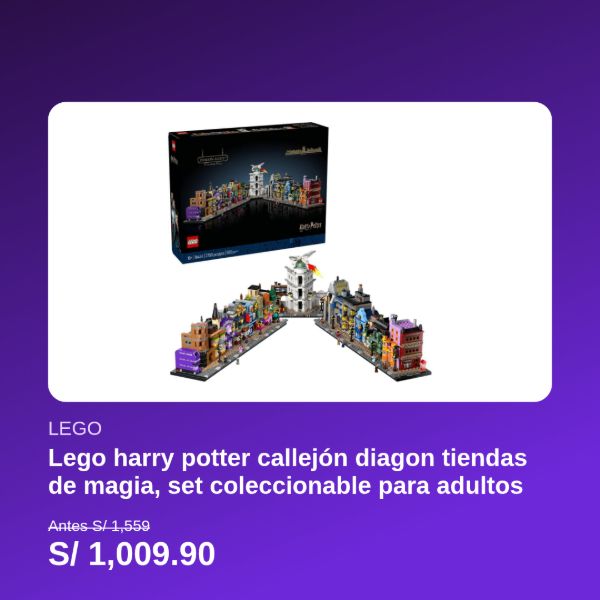 LEGO
LEGO
Lego harry potter callejón diagon tiendas
de magia, set coleccionable para adultos
Antes S/ 1,559
S/ 1,009.90